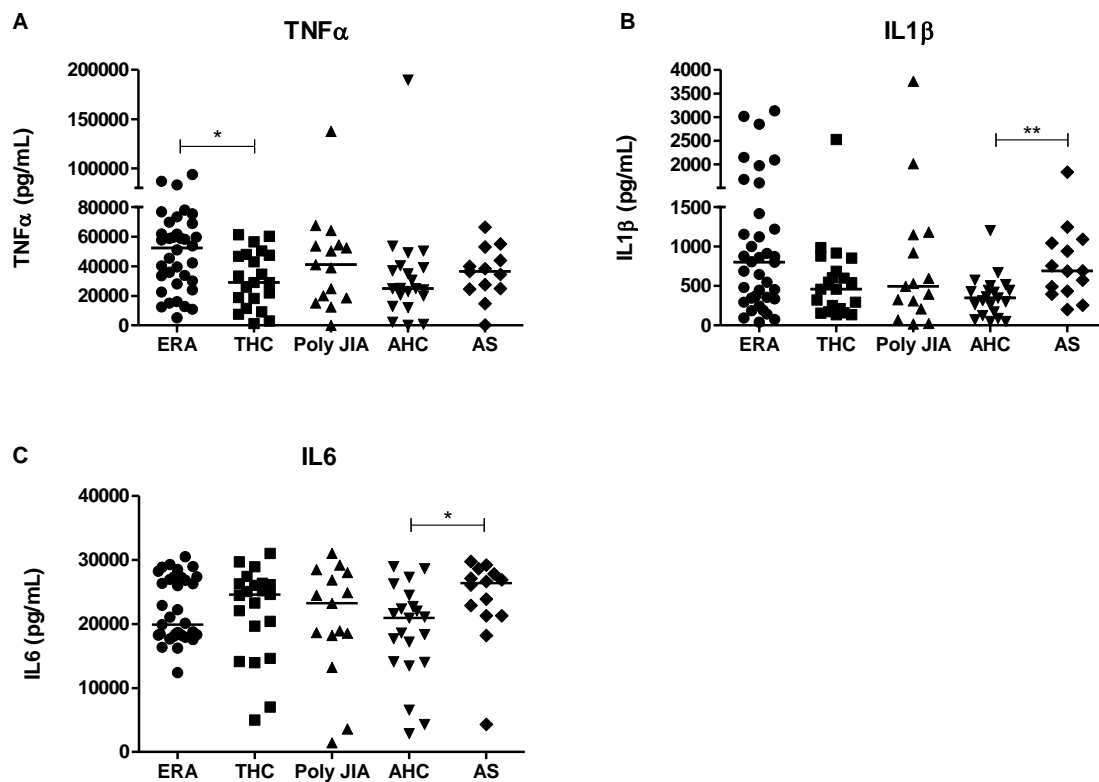 A
TNFα
TNFα (pg/mL)
200000
150000
100000
80000
60000
40000
20000
0
*
ERA THC Poly JIA AHC AS
B
IL1β
IL1β (pg/mL)
4000
3500
3000
2500
2000
1500
1000
500
0
**
ERA THC Poly JIA AHC AS
C
IL6
IL6 (pg/mL)
40000
30000
20000
10000
0
*
ERA THC Poly JIA AHC AS